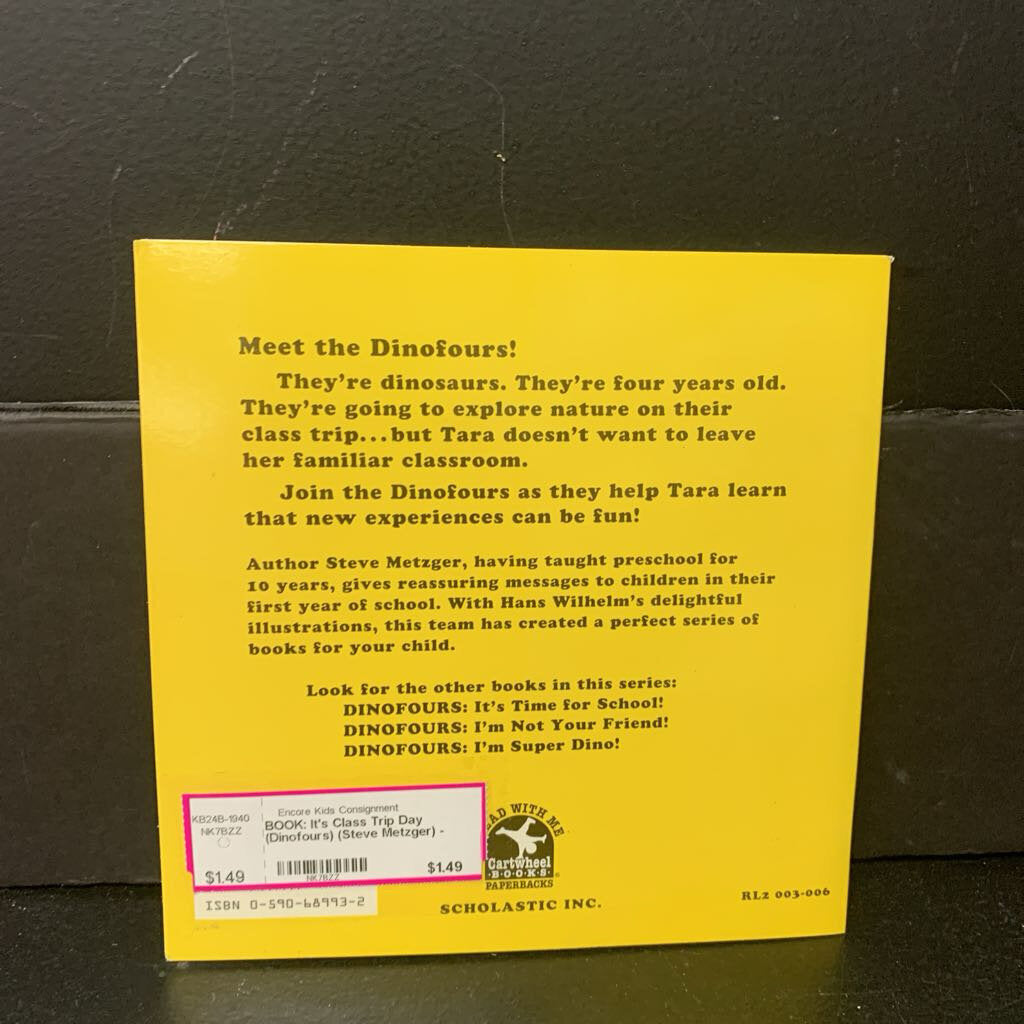 Meet the Dinofours!
They're dinosaurs. They're four years old.
They're going to explore nature on their
class trip...but Tara doesn't want to leave
her familiar classroom.
Join the Dinofours as they help Tara learn
that new experiences can be fun!
Author Steve Metzger, having taught preschool for
10 years, gives reassuring messages to children in their
first year of school. With Hans Wilhelm's delightful
illustrations, this team has created a perfect series of
books for your child.
Look for the other books in this series:
DINOFOURS: It's Time for School!
DINOFOURS: I'm Not Your Friend!
DINOFOURS: I'm Super Dino!
KB24B-1940
NK7BZZ
$1.49
Encore Kids Consignment
BOOK: It's Class Trip Day
(Dinofours) (Steve Metzger) -
NK7BZZ
$1.49
ISBN 0-590-68993-2
WITH ME
Cartwheel
B·O·O·K·S·®
PAPERBACKS
SCHOLASTIC INC.
RL2 003-006